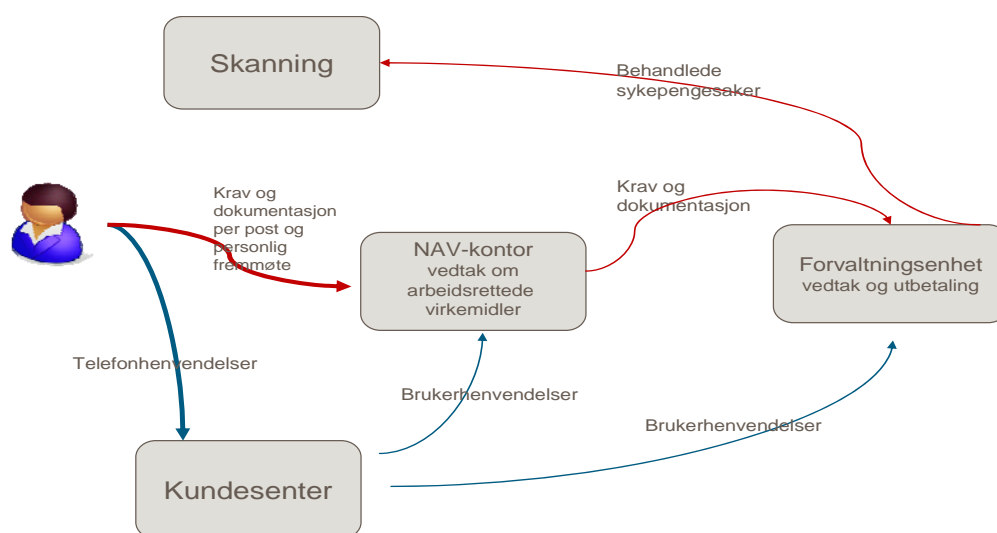 Skanning
Behandlede
sykepengesaker
Krav og
dokumentasjon
per post og
personlig
fremmøte
Krav og
dokumentasjon
NAV-kontor
vedtak om
arbeidsrettede
virkemidler
Forvaltningsenhet
vedtak og utbetaling
Telefonhenvendelser
Brukerhenvendelser
Brukerhenvendelser
Kundesenter